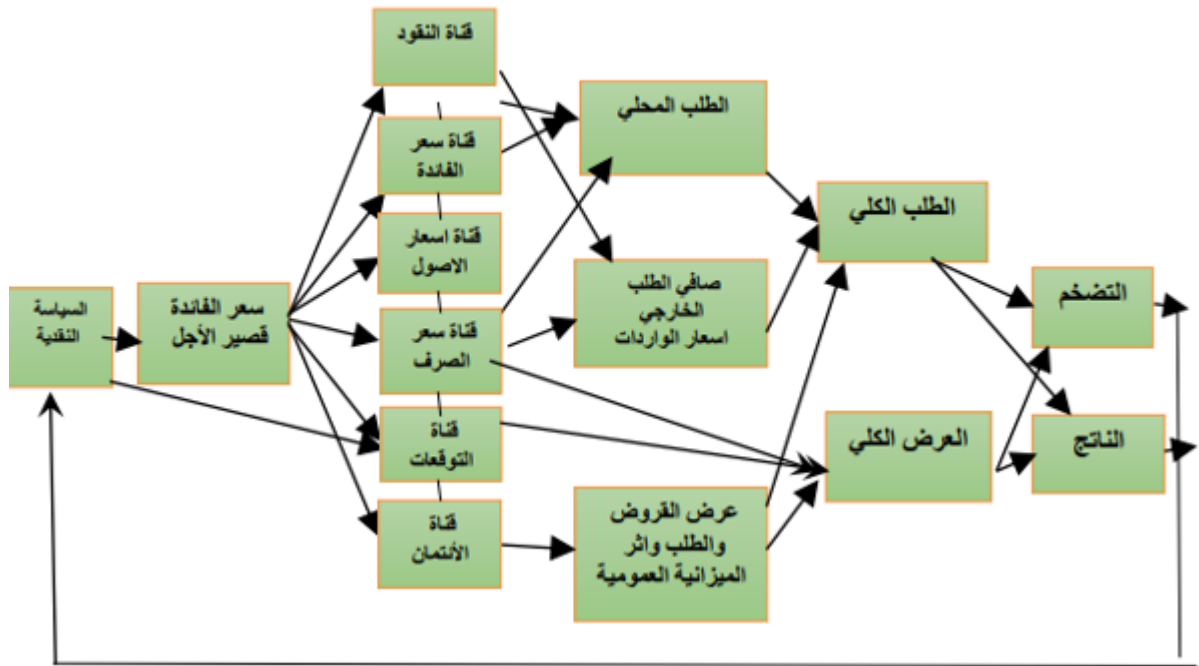 قناة النقود
الطلب المحلي
قناة سعر
الفائدة
الطلب الكلي
قناة اسعار
الاصول
صافي الطلب
الخارجي
اسعار الواردات
التضخم
السياسة
النقدية
سعر الفائدة
قصير الأجل
قناة سعر
الصرف
قناة
التوقعات
العرض الكلي
الناتج
قناة
الأئتمان
عرض القروض
والطلب واثر
الميزانية العمومية